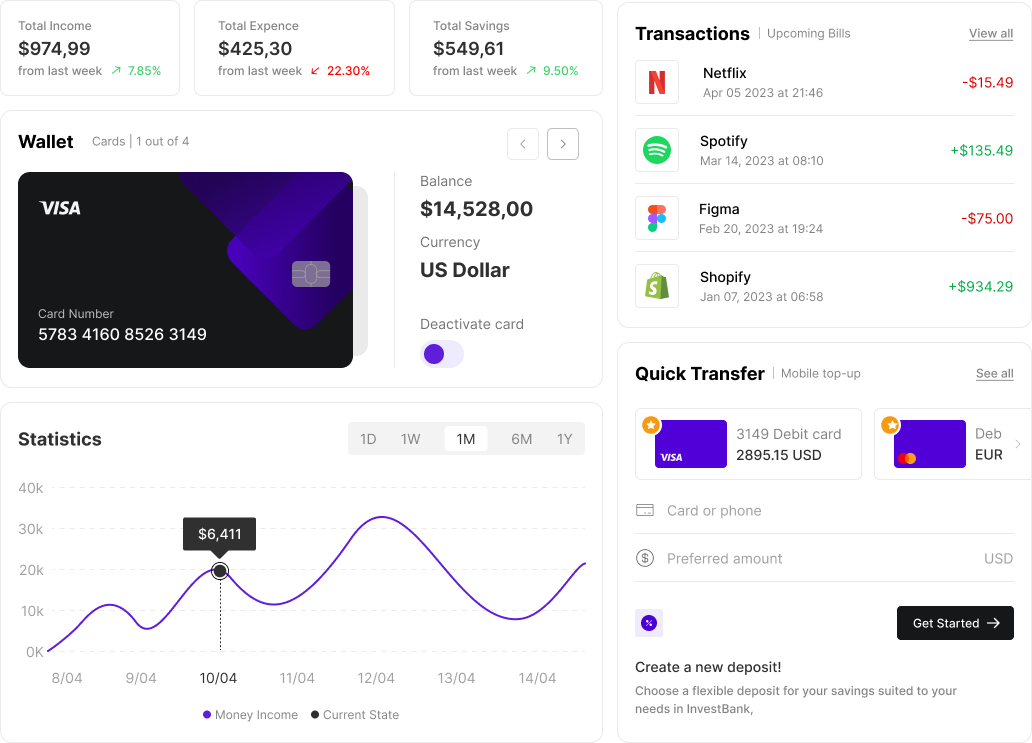 Total Income
$974,99
from last week 7.85%
Total Expence
$425,30
from last week 22.30%
Total Savings
$549,61
from last week 9.50%
Wallet Cards | 1 out of 4
VISA
Card Number
5783 4160 8526 3149
Balance
$14,528,00
Currency
US Dollar
Deactivate card
Statistics
1D 1W 1M 6M 1Y
40k
30k
20k
10k
0K
$6,411
8/04 9/04 10/04 11/04 12/04 13/04 14/04
Money Income Current State
Transactions | Upcoming Bills View all
Netflix
Apr 05 2023 at 21:46
-$15.49
Spotify
Mar 14, 2023 at 08:10
+$135.49
Figma
Feb 20, 2023 at 19:24
-$75.00
Shopify
Jan 07, 2023 at 06:58
+$934.29
Quick Transfer | Mobile top-up See all
VISA
3149 Debit card
2895.15 USD
Deb
EUR
Card or phone
$ Preferred amount USD
%
Get Started
Create a new deposit!
Choose a flexible deposit for your savings suited to your
needs in InvestBank,